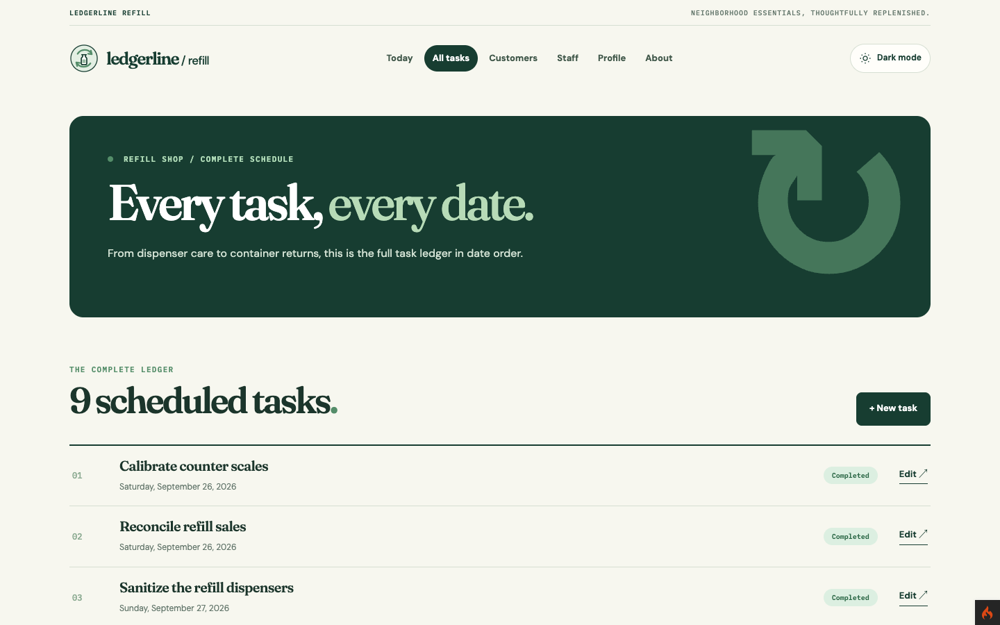 LEDGERLINE REFILL
NEIGHBORHOOD ESSENTIALS, THOUGHTFULLY REPLENISHED.
ledgerline / refill
Today
All tasks
Customers
Staff
Profile
About
Dark mode
REFILL SHOP / COMPLETE SCHEDULE
Every task, every date.
From dispenser care to container returns, this is the full task ledger in date order.
THE COMPLETE LEDGER
9 scheduled tasks.
+ New task
01
Calibrate counter scales
Saturday, September 26, 2026
Completed
Edit ↗
02
Reconcile refill sales
Saturday, September 26, 2026
Completed
Edit ↗
03
Sanitize the refill dispensers
Sunday, September 27, 2026
Completed
Edit ↗